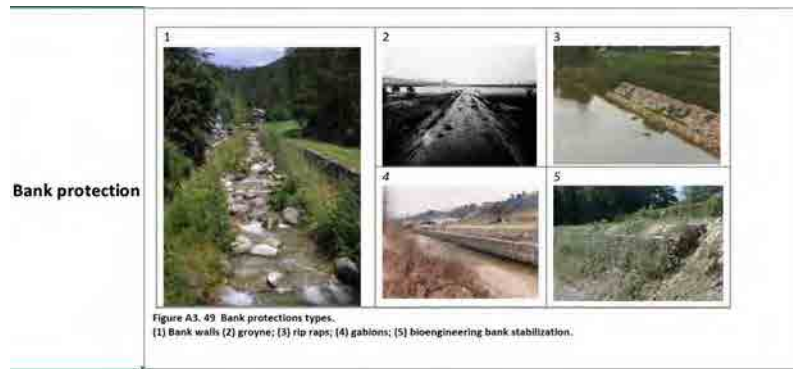 1
2
3
Bank protection
4
5
Figure A3. 49 Bank protections types.
(1) Bank walls (2) groyne; (3) rip raps; (4) gabions; (5) bioengineering bank stabilization.